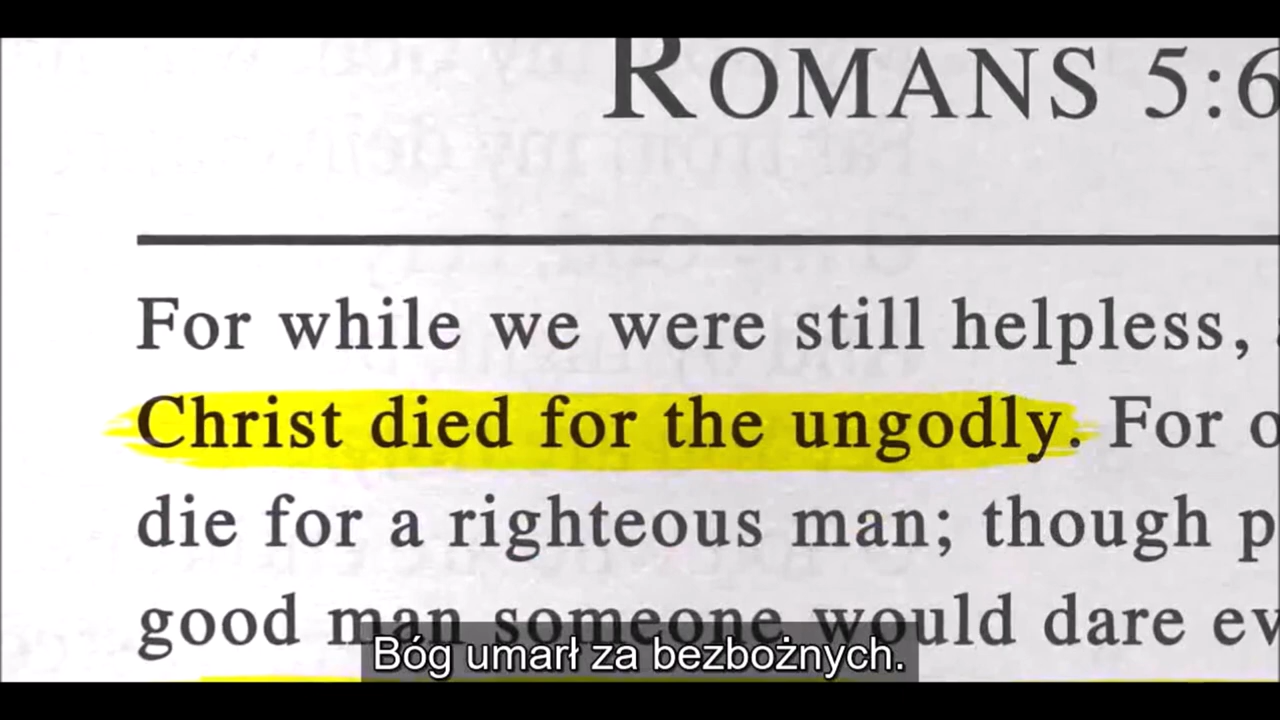 ROMANS 5:6
For while we were still helpless,
Christ died for the ungodly. For
die for a righteous man; though
good man someone would dare
Bóg umarł za bezbożnych.